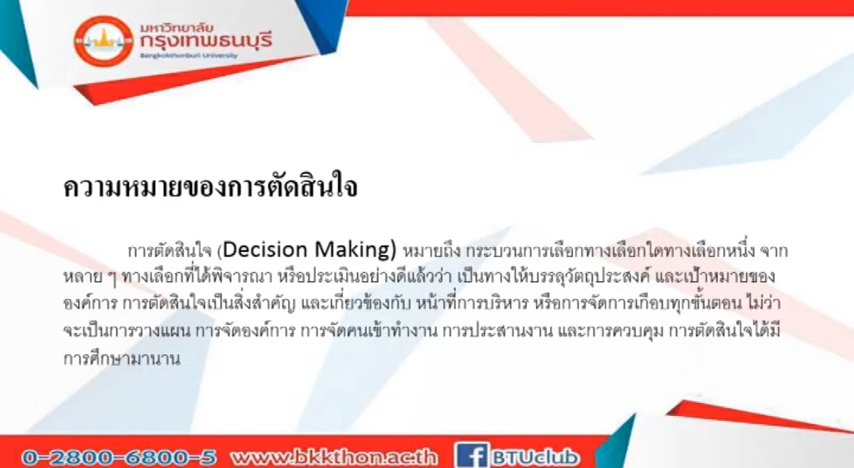 มหาวิทยาลัย
กรุงเทพธนบุรี
Bangkokthonburi University
ความหมายของการตัดสินใจ
การตัดสินใจ (Decision Making) หมายถึง กระบวนการเลือกทางเลือกใดทางเลือกหนึ่ง จาก
หลาย ๆ ทางเลือกที่ได้พิจารณา หรือประเมินอย่างดีแล้วว่า เป็นทางให้บรรลุวัตถุประสงค์ และเป้าหมายของ
องค์การ การตัดสินใจเป็นสิ่งสำคัญ และเกี่ยวข้องกับ หน้าที่การบริหาร หรือการจัดการเกือบทุกขั้นตอน ไม่ว่า
จะเป็นการวางแผน การจัดองค์การ การจัดคนเข้าทำงาน การประสานงาน และการควบคุม การตัดสินใจได้มี
การศึกษามานาน
0-2800-6800-5 www.bkkthon.ac.th f BTUclub